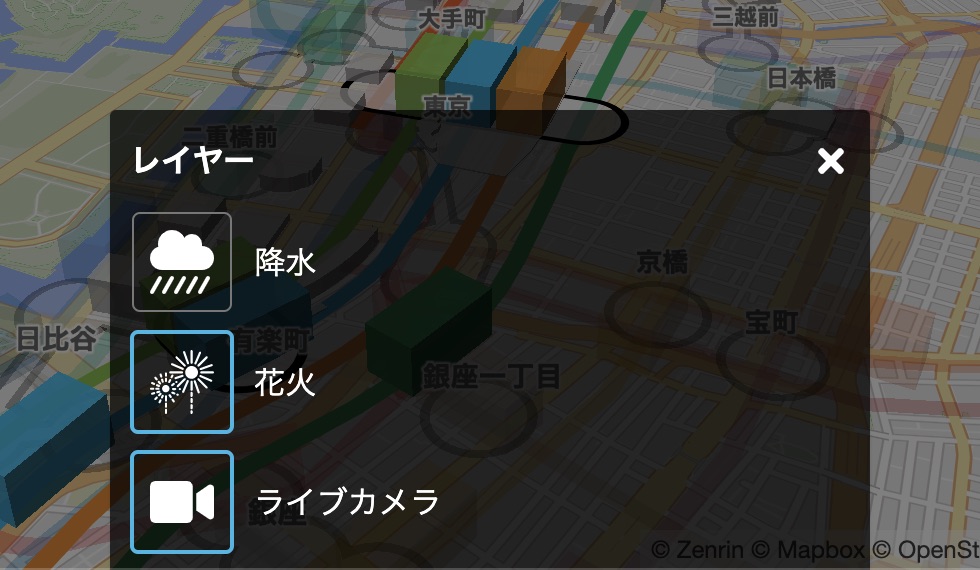 大手町
三越前
日本橋
東京
二重橋前
レイヤー
降水
京橋
宝町
日比谷
有楽町
花火
銀座一丁目
ライブカメラ
銀座
© Zenrin © Mapbox © OpenSt